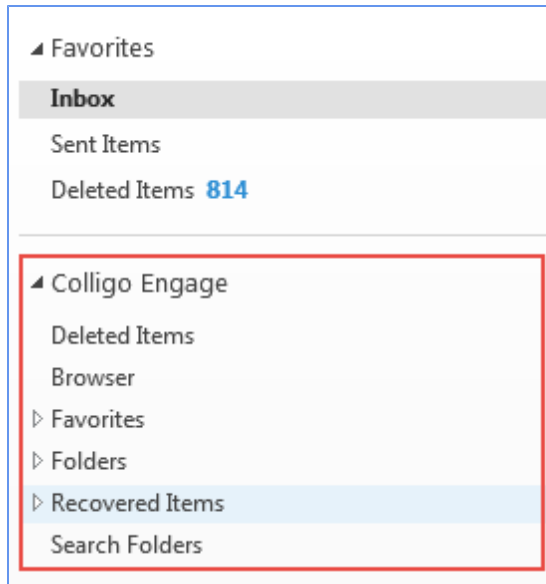 Favorites
Inbox
Sent Items
Deleted Items 814
Colligo Engage
Deleted Items
Browser
Favorites
Folders
Recovered Items
Search Folders